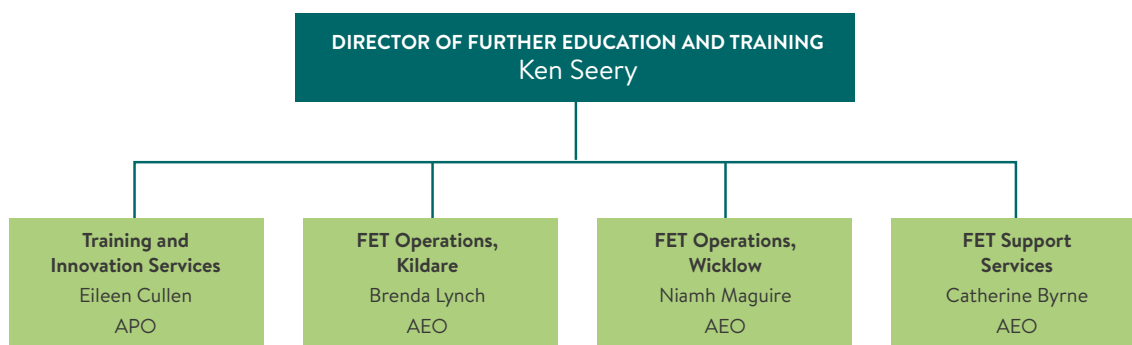 DIRECTOR OF FURTHER EDUCATION AND TRAINING
Ken Seery
Training and
Innovation Services
Eileen Cullen
APO
FET Operations,
Kildare
Brenda Lynch
AEO
FET Operations,
Wicklow
Niamh Maguire
AEO
FET Support
Services
Catherine Byrne
AEO